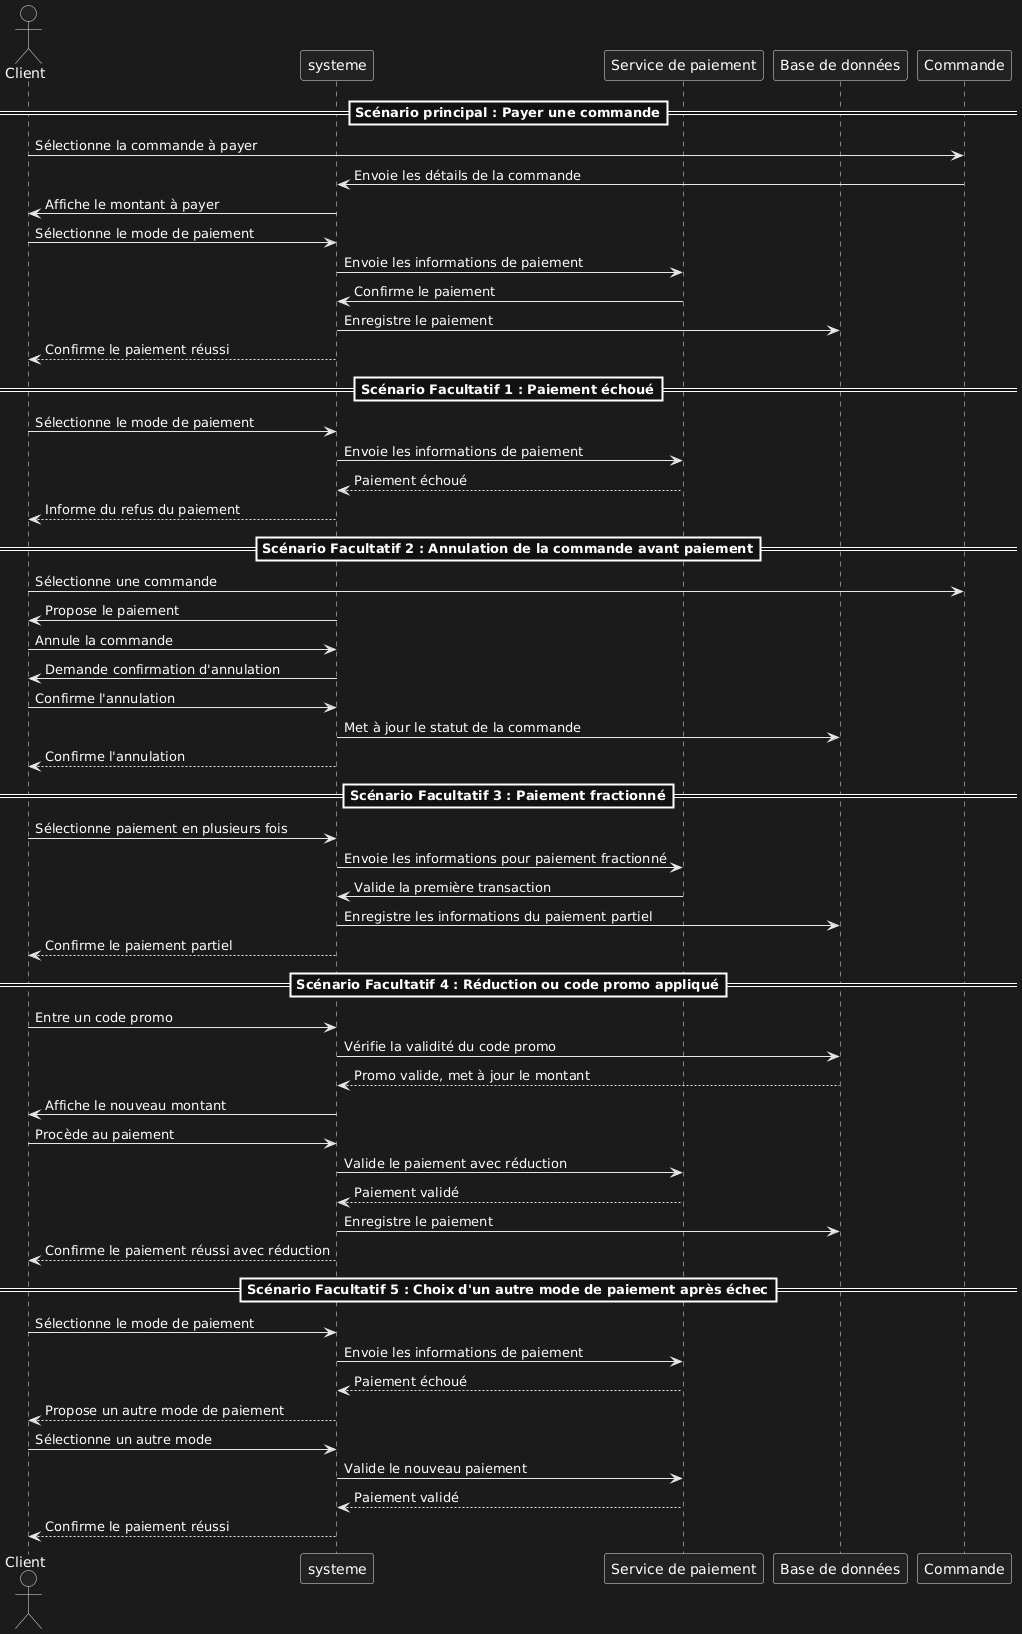 Client
systeme
Service de paiement
Base de données
Commande
Scénario principal : Payer une commande
Sélectionne la commande à payer
Envoie les détails de la commande
Affiche le montant à payer
Sélectionne le mode de paiement
Envoie les informations de paiement
Confirme le paiement
Enregistre le paiement
Confirme le paiement réussi
Scénario Facultatif 1 : Paiement échoué
Sélectionne le mode de paiement
Envoie les informations de paiement
Paiement échoué
Informe du refus du paiement
Scénario Facultatif 2 : Annulation de la commande avant paiement
Sélectionne une commande
Propose le paiement
Annule la commande
Demande confirmation d'annulation
Confirme l'annulation
Met à jour le statut de la commande
Confirme l'annulation
Scénario Facultatif 3 : Paiement fractionné
Sélectionne paiement en plusieurs fois
Envoie les informations pour paiement fractionné
Valide la première transaction
Enregistre les informations du paiement partiel
Confirme le paiement partiel
Scénario Facultatif 4 : Réduction ou code promo appliqué
Entre un code promo
Vérifie la validité du code promo
Promo valide, met à jour le montant
Affiche le nouveau montant
Procède au paiement
Valide le paiement avec réduction
Paiement validé
Enregistre le paiement
Confirme le paiement réussi avec réduction
Scénario Facultatif 5 : Choix d'un autre mode de paiement après échec
Sélectionne le mode de paiement
Envoie les informations de paiement
Paiement échoué
Propose un autre mode de paiement
Sélectionne un autre mode
Valide le nouveau paiement
Paiement validé
Confirme le paiement réussi
Client
systeme
Service de paiement
Base de données
Commande